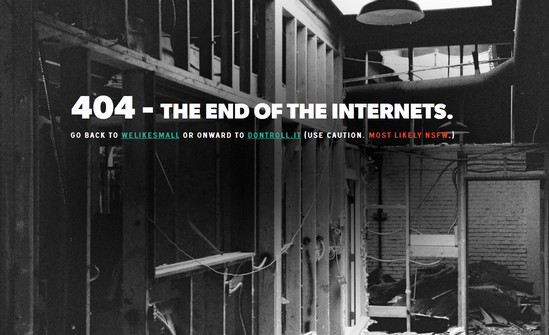 404 - THE END OF THE INTERNETS.
GO BACK TO WELIKESMALL OR ONWARD TO DONTROLL.IT (USE CAUTION. MOST LIKELY NSFW.)